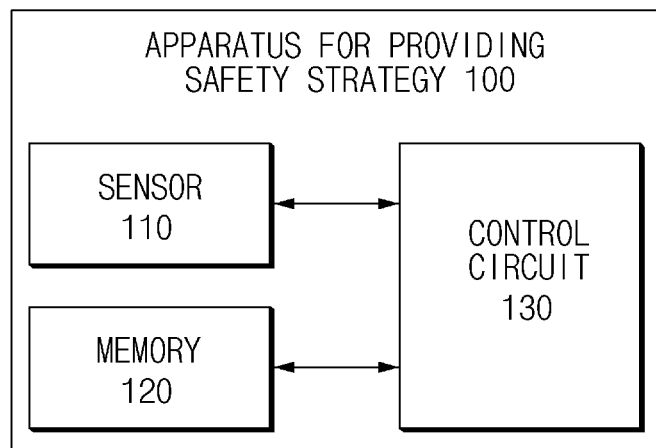 APPARATUS FOR PROVIDING
SAFETY STRATEGY 100
SENSOR
110
MEMORY
120
CONTROL
CIRCUIT
130